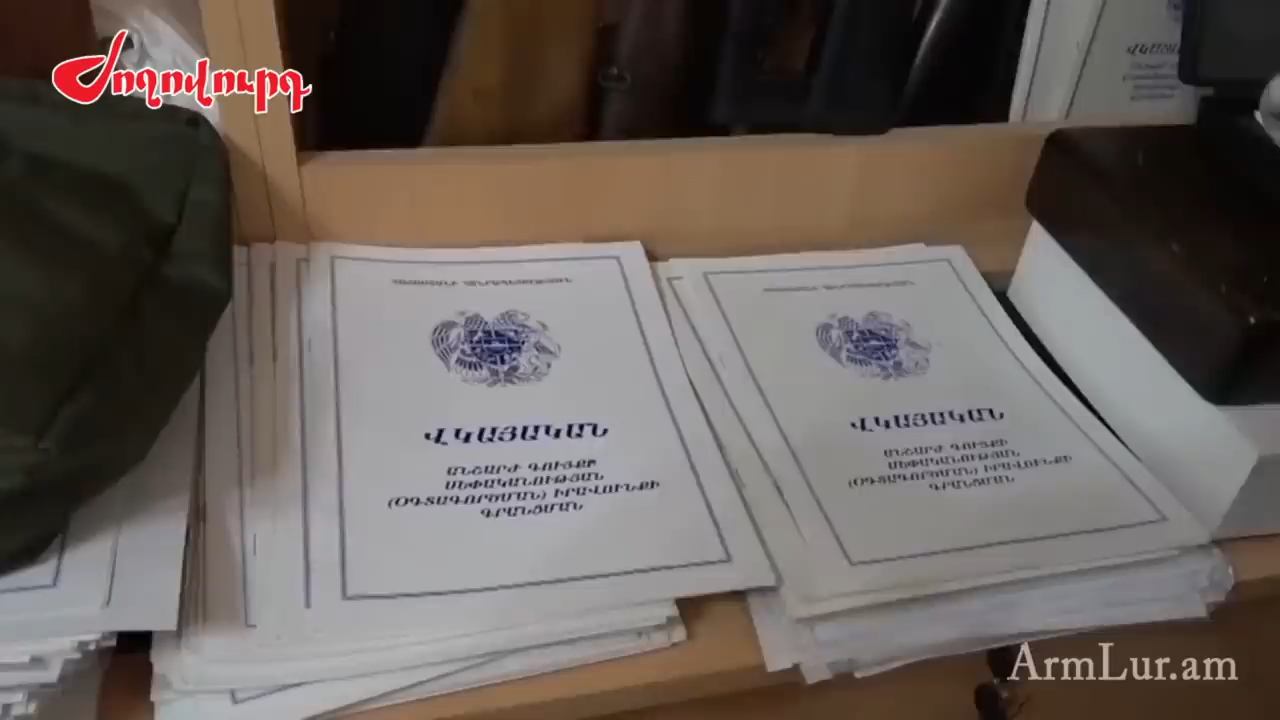 Ժողովուրդ
ՎԿԱՅԱԿԱՆ
ԱՆՇԱՐԺ ԳՈՒՅՔԻ
ՍԵՓԱԿԱՆՈՒԹՅԱՆ
(ՕԳՏԱԳՈՐԾՄԱՆ) ԻՐԱՎՈՒՆՔԻ
ԳՐԱՆՑՄԱՆ
ՎԿԱՅԱԿԱՆ
ԱՆՇԱՐԺ ԳՈՒՅՔԻ
ՍԵՓԱԿԱՆՈՒԹՅԱՆ
(ՕԳՏԱԳՈՐԾՄԱՆ) ԻՐԱՎՈՒՆՔԻ
ԳՐԱՆՑՄԱՆ
ArmLur.am